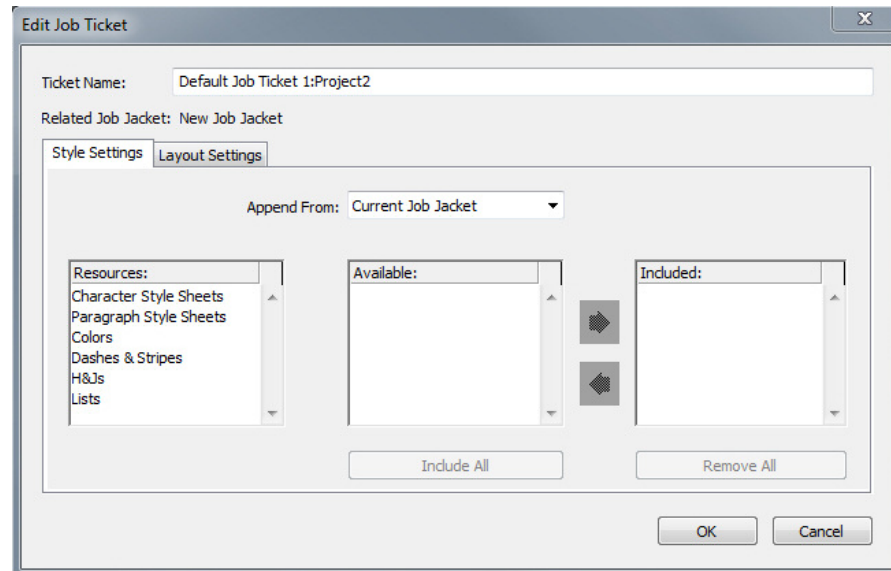 Edit Job Ticket
Ticket Name: Default Job Ticket 1:Project2
Related Job Jacket: New Job Jacket
Style Settings Layout Settings
Append From: Current Job Jacket
Resources: Available: Included:
Character Style Sheets
Paragraph Style Sheets
Colors
Dashes & Stripes
H&Js
Lists
Include All Remove All
OK Cancel